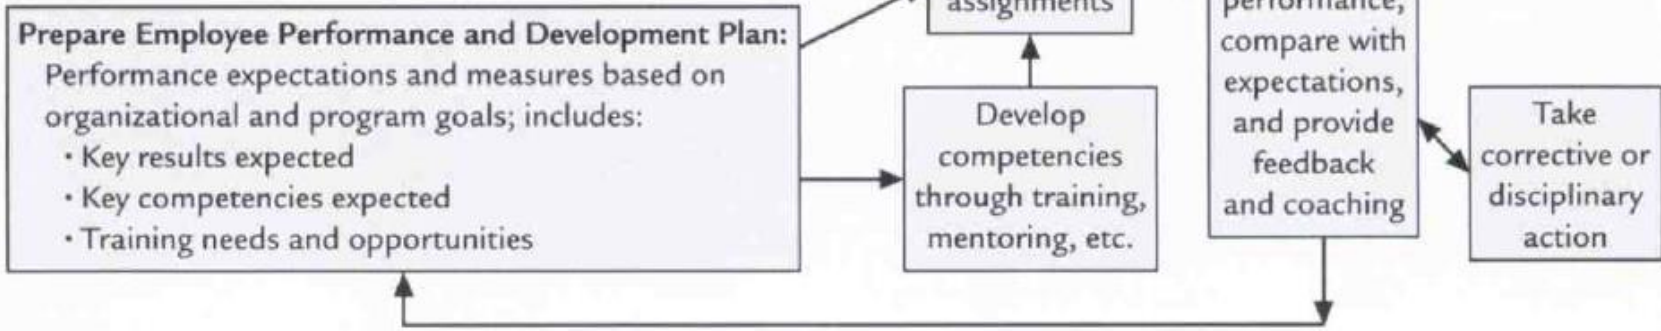 Prepare Employee Performance and Development Plan:
Performance expectations and measures based on
organizational and program goals; includes:
· Key results expected
· Key competencies expected
· Training needs and opportunities
assignments
Develop
competencies
through training,
mentoring, etc.
performance,
compare with
expectations,
and provide
feedback
and coaching
Take
corrective or
disciplinary
action